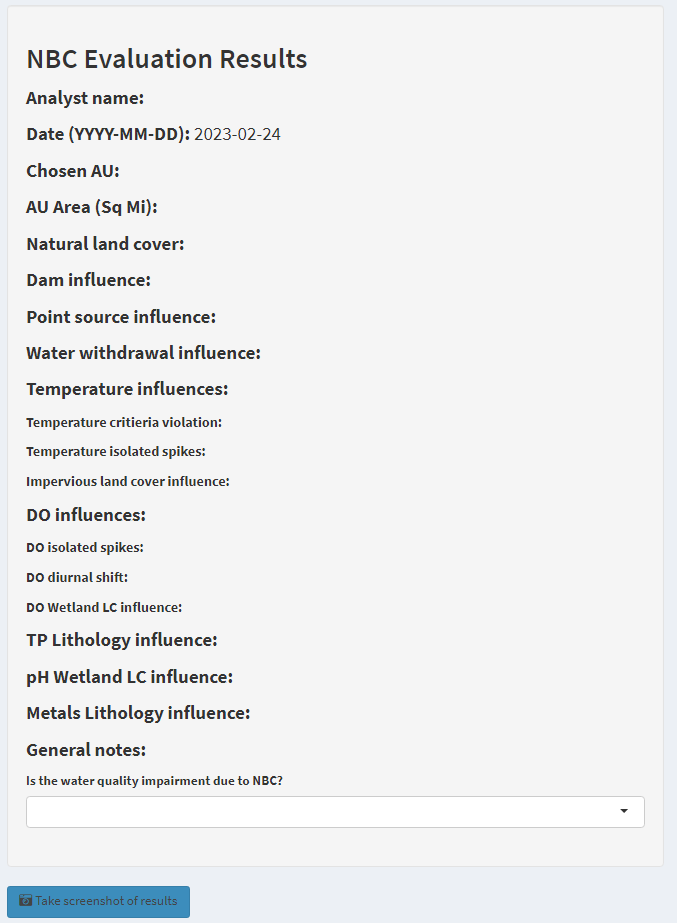 NBC Evaluation Results
Analyst name:
Date (YYYY-MM-DD): 2023-02-24
Chosen AU:
AU Area (Sq Mi):
Natural land cover:
Dam influence:
Point source influence:
Water withdrawal influence:
Temperature influences:
Temperature critieria violation:
Temperature isolated spikes:
Impervious land cover influence:
DO influences:
DO isolated spikes:
DO diurnal shift:
DO Wetland LC influence:
TP Lithology influence:
pH Wetland LC influence:
Metals Lithology influence:
General notes:
Is the water quality impairment due to NBC?
Take screenshot of results